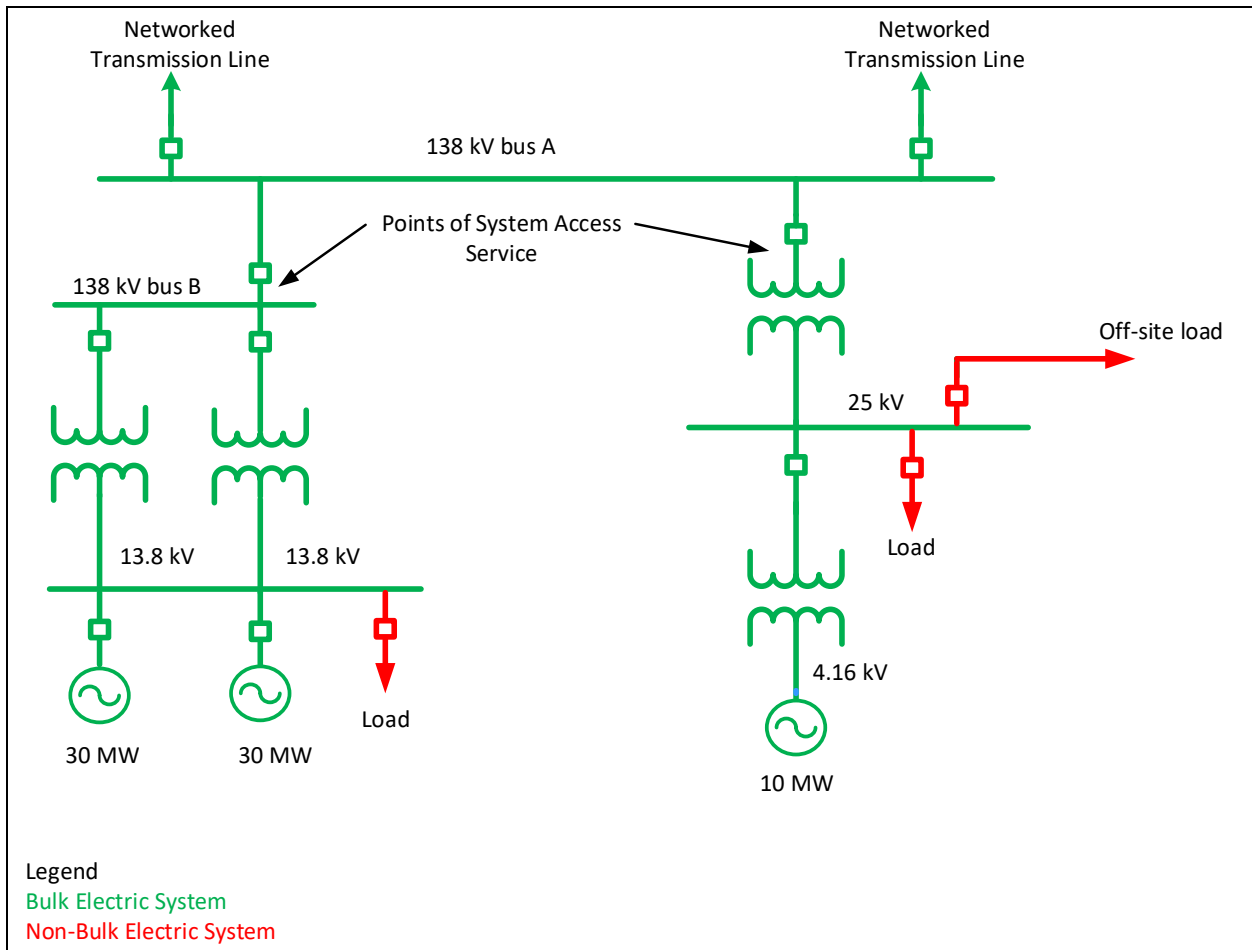 Networked
Transmission Line
Networked
Transmission Line
138 kV bus A
Points of System Access
Service
138 kV bus B
Off-site load
25 kV
Load
13.8 kV
13.8 kV
4.16 kV
Load
30 MW
30 MW
10 MW
Legend
Bulk Electric System
Non-Bulk Electric System